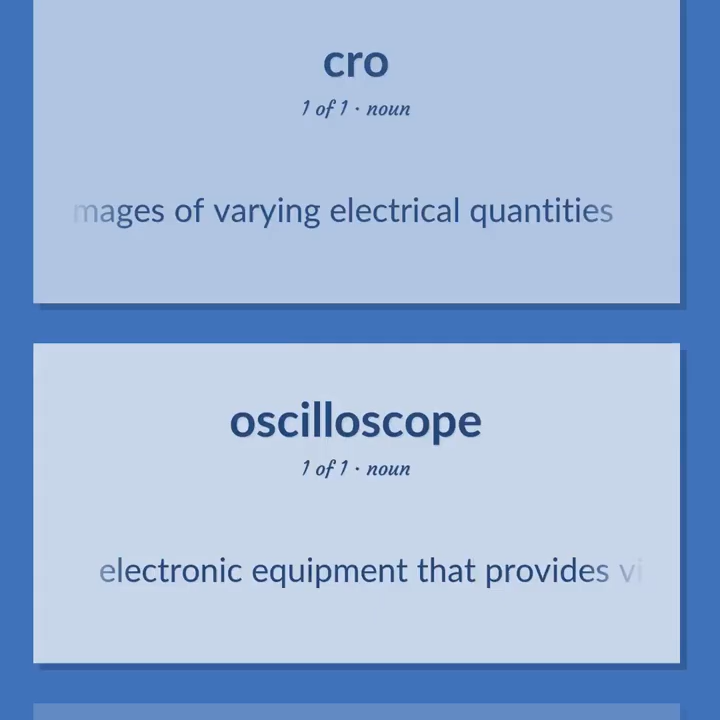 cro
1 of 1 · noun
mages of varying electrical quantities
oscilloscope
1 of 1 · noun
electronic equipment that provides